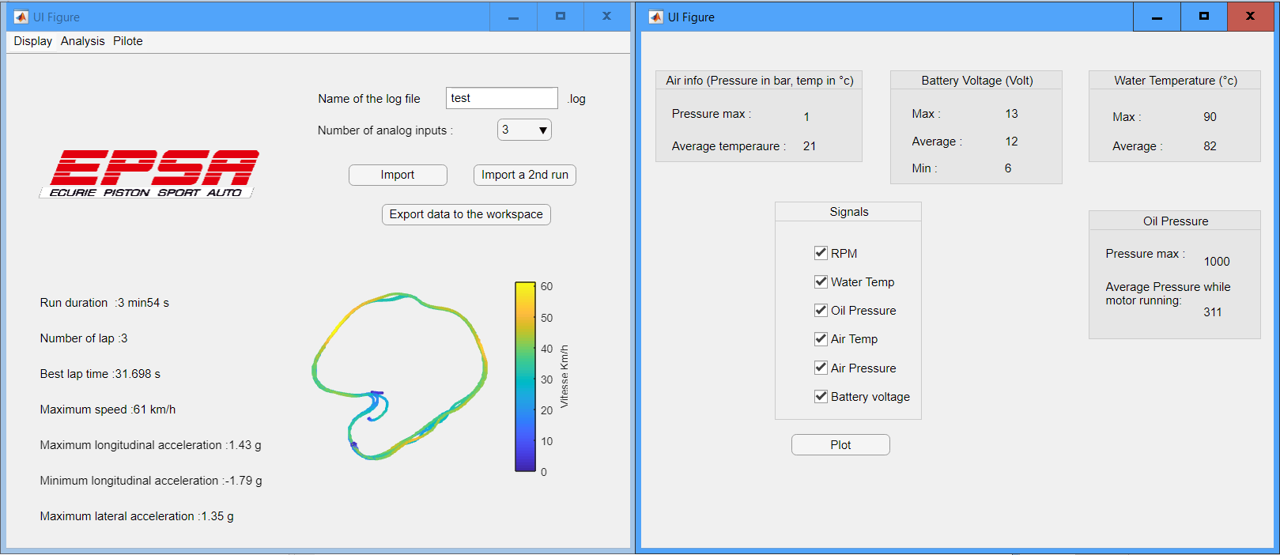 UI Figure
Display Analysis Pilote
Name of the log file test .log
Number of analog inputs : 3
Import Import a 2nd run
Export data to the workspace
EPSA
ECURIE PISTON SPORT AUTO
Run duration :3 min54 s
Number of lap :3
Best lap time :31.698 s
Maximum speed :61 km/h
Maximum longitudinal acceleration :1.43 g
Minimum longitudinal acceleration :-1.79 g
Maximum lateral acceleration :1.35 g
60
50
40
30
20
10
0
Vitesse Km/h
UI Figure
Air info (Pressure in bar, temp in °c)
Pressure max : 1
Average temperaure : 21
Battery Voltage (Volt)
Max : 13
Average : 12
Min : 6
Water Temperature (°c)
Max : 90
Average : 82
Signals
RPM
Water Temp
Oil Pressure
Air Temp
Air Pressure
Battery voltage
Plot
Oil Pressure
Pressure max : 1000
Average Pressure while
motor running:
311